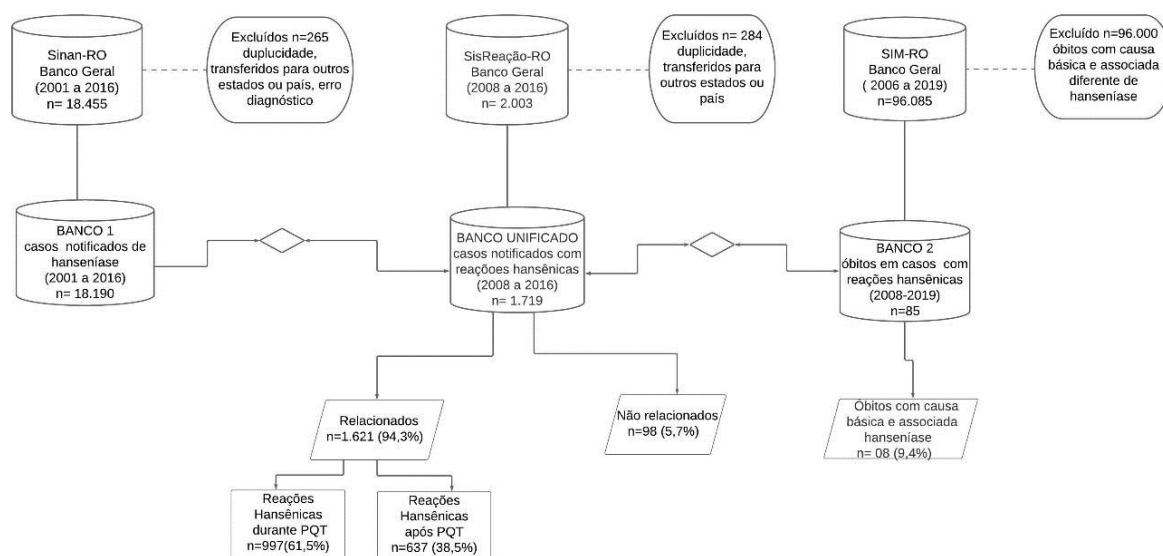 Sinan-RO
Banco Geral
(2001 a 2016)
n= 18.455
Excluídos n=265
duplucidade,
transferidos para outros
estados ou país, erro
diagnóstico
SisReação-RO
Banco Geral
(2008 a 2016)
n= 2.003
Excluídos n= 284
duplicidade,
transferidos para
outros estados ou
país
SIM-RO
Banco Geral
( 2006 a 2019)
n=96.085
Excluído n=96.000
óbitos com causa
básica e associada
diferente de
hanseníase
BANCO 1
casos notificados de
hanseníase
(2001 a 2016)
n= 18.190
BANCO UNIFICADO
casos notificados com
reaçõoes hansênicas
(2008 a 2016)
n= 1.719
BANCO 2
óbitos em casos com
reações hansênicas
(2008-2019)
n=85
Relacionados
n=1.621 (94,3%)
Não relacionados
n=98 (5,7%)
Óbitos com causa
básica e associada
hanseníase
n= 08 (9,4%)
Reações
Hansênicas
durante PQT
n=997(61,5%)
Reações
Hansênicas
após PQT
n=637 (38,5%)